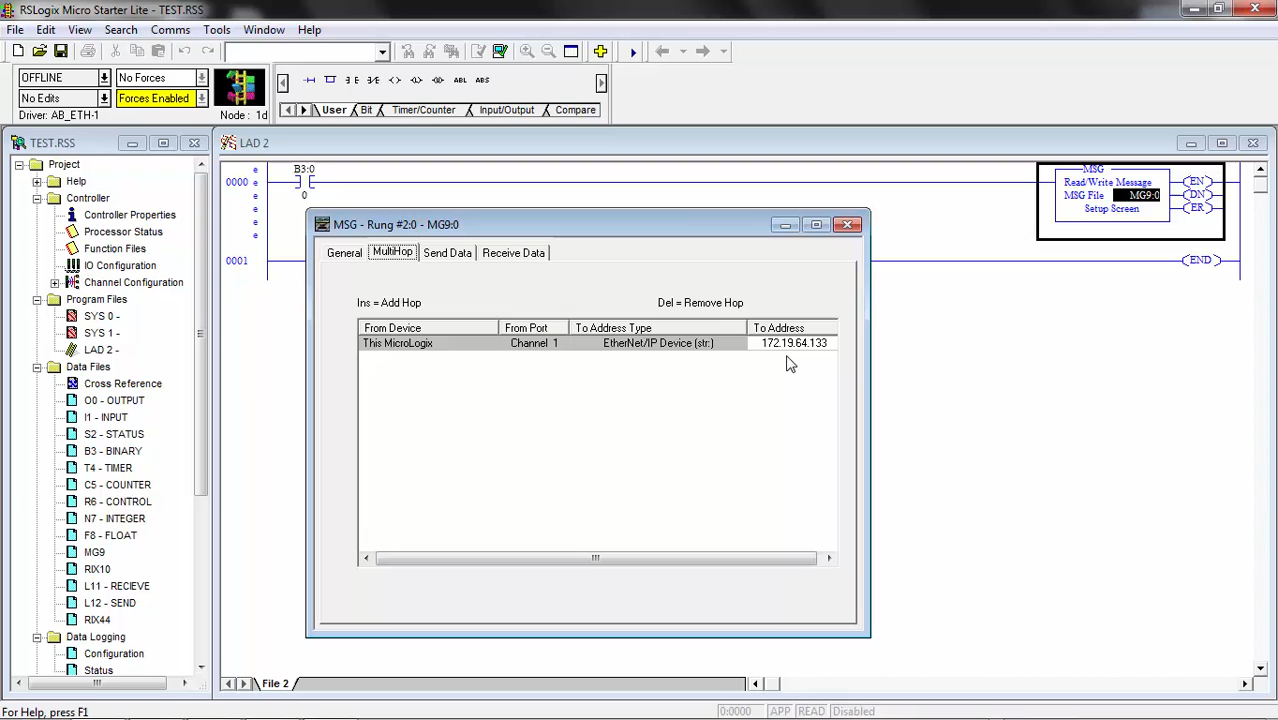 RSLogix Micro Starter Lite - TEST.RSS
File Edit View Search Comms Tools Window Help
OFFLINE No Forces
No Edits Forces Enabled
Driver: AB_ETH-1 Node : 1d
ABL ABS
User Bit Timer/Counter Input/Output Compare
TEST.RSS
Project
Help
Controller
Controller Properties
Processor Status
Function Files
IO Configuration
Channel Configuration
Program Files
SYS 0 -
SYS 1 -
LAD 2 -
Data Files
Cross Reference
O0 - OUTPUT
I1 - INPUT
S2 - STATUS
B3 - BINARY
T4 - TIMER
C5 - COUNTER
R6 - CONTROL
N7 - INTEGER
F8 - FLOAT
MG9
RIX10
L11 - RECIEVE
L12 - SEND
RIX44
Data Logging
Configuration
Status
LAD 2
0000
e
e
e
e
e
B3:0
0
MSG
Read/Write Message
MSG File MG9:0
Setup Screen
EN
DN
ER
0001
END
MSG - Rung #2:0 - MG9:0
General MultiHop Send Data Receive Data
Ins = Add Hop Del = Remove Hop
From Device From Port To Address Type To Address
This MicroLogix Channel 1 EtherNet/IP Device (str.) 172.19.64.133
File 2
For Help, press F1 0:0000 APP READ Disabled